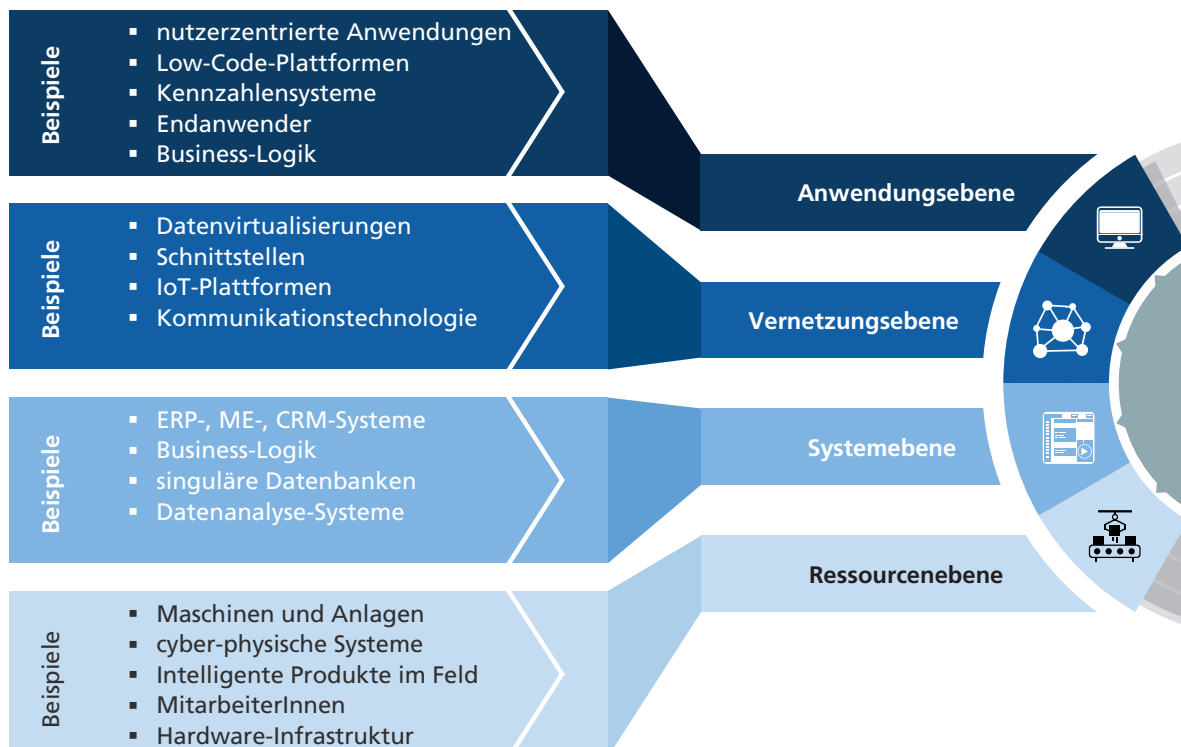 Beispiele
▪ nutzerzentrierte Anwendungen
▪ Low-Code-Plattformen
▪ Kennzahlensysteme
▪ Endanwender
▪ Business-Logik
Anwendungsebene
Beispiele
▪ Datenvirtualisierungen
▪ Schnittstellen
▪ IoT-Plattformen
▪ Kommunikationstechnologie
Vernetzungsebene
Beispiele
▪ ERP-, ME-, CRM-Systeme
▪ Business-Logik
▪ singuläre Datenbanken
▪ Datenanalyse-Systeme
Systemebene
Beispiele
▪ Maschinen und Anlagen
▪ cyber-physische Systeme
▪ Intelligente Produkte im Feld
▪ MitarbeiterInnen
▪ Hardware-Infrastruktur
Ressourcenebene